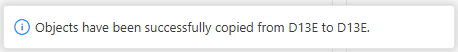 Objects have been successfully copied from D13E to D13E.